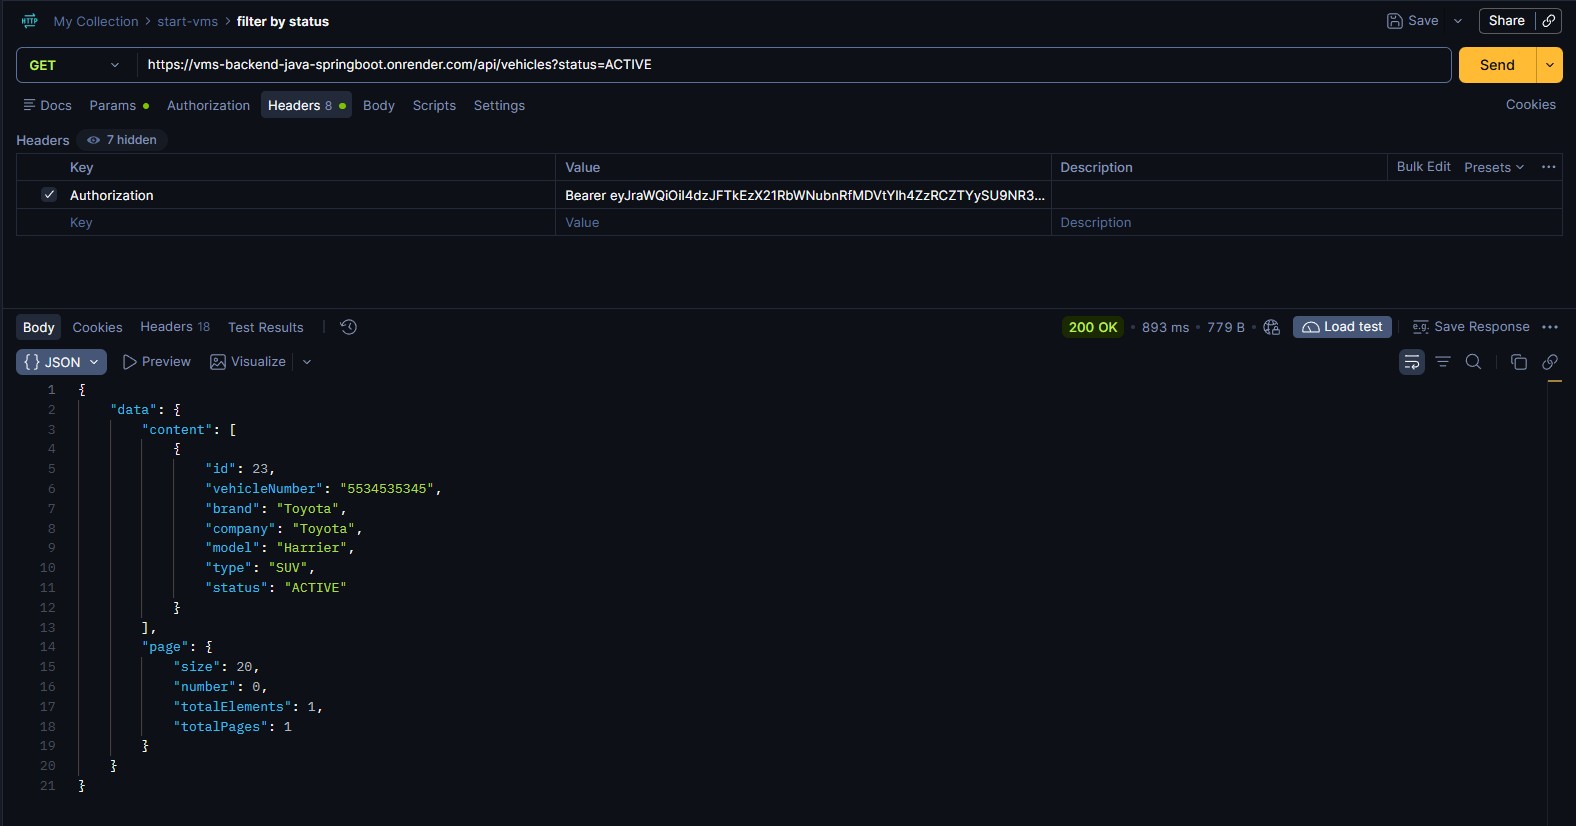 HTTP My Collection > start-vms > filter by status Save Share
GET https://vms-backend-java-springboot.onrender.com/api/vehicles?status=ACTIVE Send
Docs Params Authorization Headers 8 Body Scripts Settings Cookies
Headers 7 hidden
Key Value Description Bulk Edit Presets
Authorization Bearer eyJraWQiOiI4dzJFTkEzX21RbWNubnRfMDVtYlh4ZzRCZTYySU9NR3...
Key Value Description
Body Cookies Headers 18 Test Results 200 OK • 893 ms • 779 B • Load test e.g. Save Response
{} JSON Preview Visualize
1 {
2 "data": {
3 "content": [
4 {
5 "id": 23,
6 "vehicleNumber": "5534535345",
7 "brand": "Toyota",
8 "company": "Toyota",
9 "model": "Harrier",
10 "type": "SUV",
11 "status": "ACTIVE"
12 }
13 ],
14 "page": {
15 "size": 20,
16 "number": 0,
17 "totalElements": 1,
18 "totalPages": 1
19 }
20 }
21 }